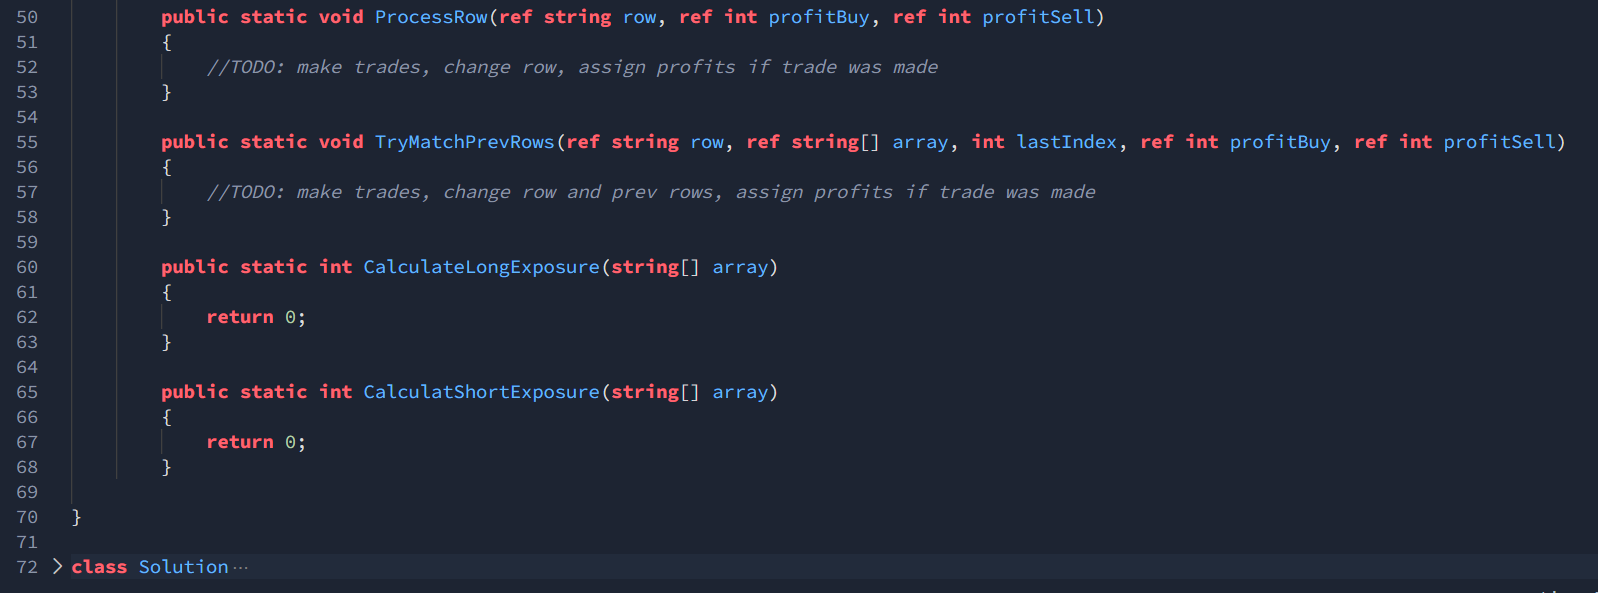 50 public static void ProcessRow(ref string row, ref int profitBuy, ref int profitSell)
51 {
52 //TODO: make trades, change row, assign profits if trade was made
53 }
54
55 public static void TryMatchPrevRows(ref string row, ref string[] array, int lastIndex, ref int profitBuy, ref int profitSell)
56 {
57 //TODO: make trades, change row and prev rows, assign profits if trade was made
58 }
59
60 public static int CalculateLongExposure(string[] array)
61 {
62 return 0;
63 }
64
65 public static int CalculatShortExposure(string[] array)
66 {
67 return 0;
68 }
69
70 }
71
72 class Solution ...